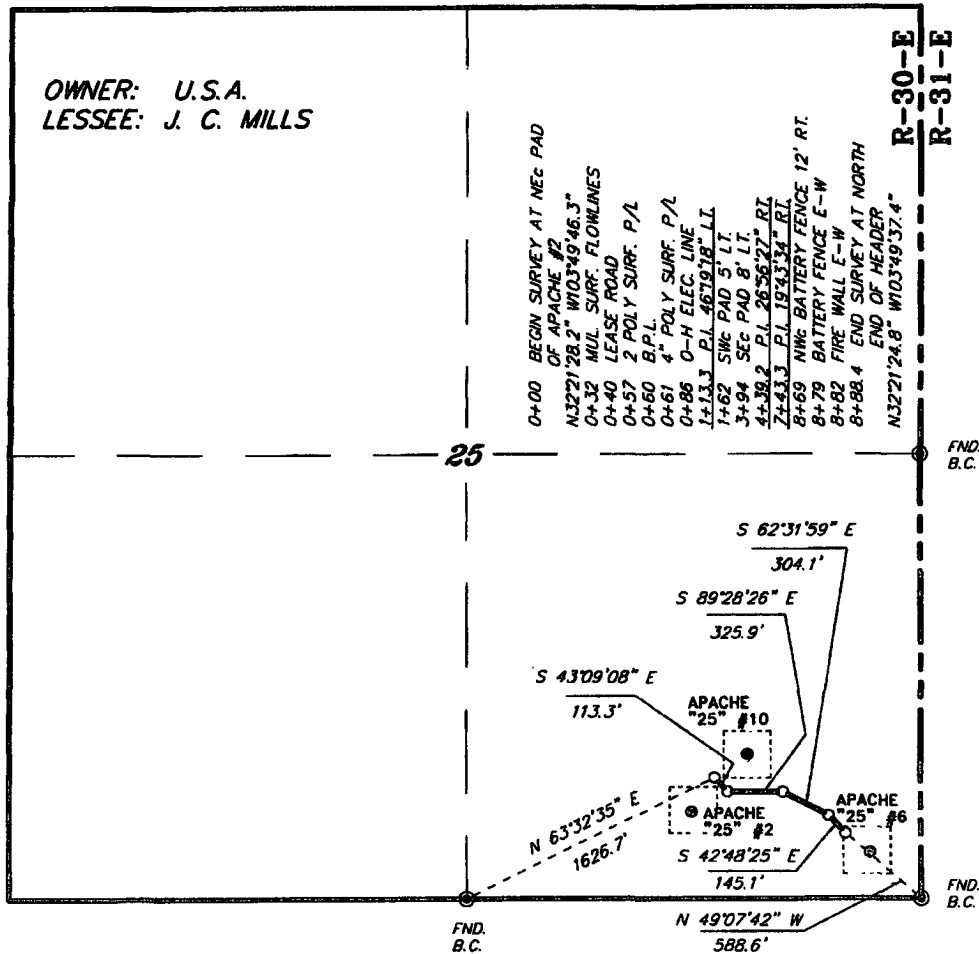 OWNER: U.S.A.
LESSEE: J. C. MILLS
R-30-E
R-31-E
0+00 BEGIN SURVEY AT NEc PAD
OF APACHE #2
N32°21'28.2" W103°49'46.3"
0+32 MUL. SURF. FLOWLINES
0+40 LEASE ROAD
0+57 2 POLY SURF. P/L
0+60 B.P.L.
0+61 4" POLY SURF. P/L
0+86 O-H ELEC. LINE
1+13.3 P.I. 46°19'18" LT.
1+62 SWc PAD 5' LT.
3+94 SEc PAD 8' LT.
4+39.2 P.I. 26°56'27" RT.
7+43.3 P.I. 19°43'34" RT.
8+69 NWc BATTERY FENCE 12' RT.
8+79 BATTERY FENCE E-W
8+82 FIRE WALL E-W
8+88.4 END SURVEY AT NORTH
END OF HEADER
N32°21'24.8" W103°49'37.4"
25
FND.
B.C.
S 62°31'59" E
304.1'
S 89°28'26" E
325.9'
S 43°09'08" E
113.3'
APACHE
"25" #10
APACHE
"25" #6
APACHE
"25" #2
N 63°32'35" E
1626.7'
S 42°48'25" E
145.1'
N 49°07'42" W
588.6'
FND.
B.C.
FND.
B.C.